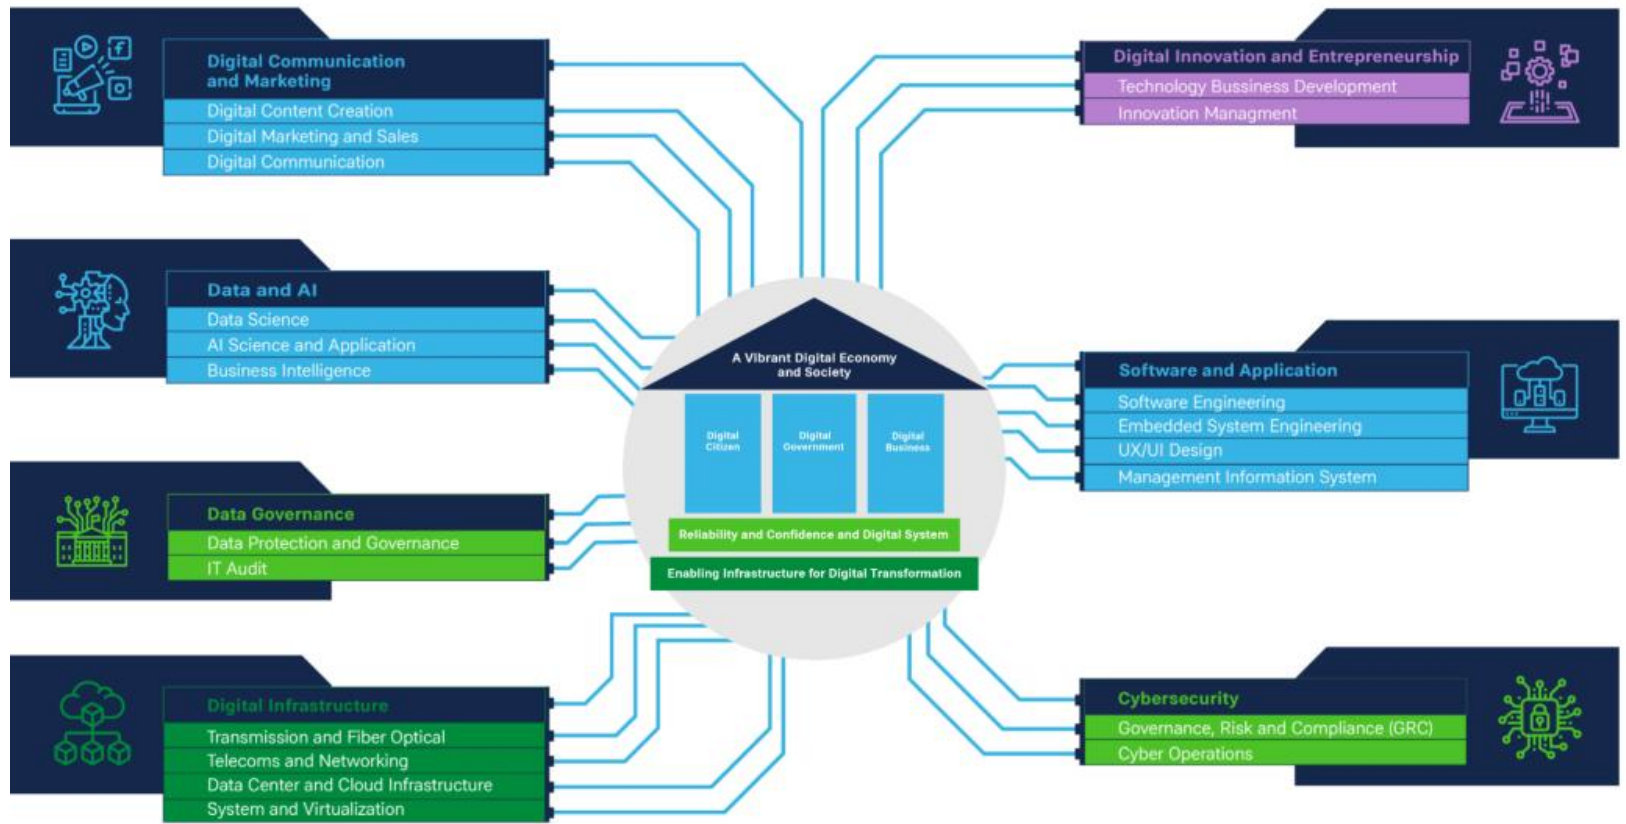 Digital Communication
and Marketing
Digital Content Creation
Digital Marketing and Sales
Digital Communication
Data and AI
Data Science
AI Science and Application
Business Intelligence
Data Governance
Data Protection and Governance
IT Audit
Digital Infrastructure
Transmission and Fiber Optical
Telecoms and Networking
Data Center and Cloud Infrastructure
System and Virtualization
A Vibrant Digital Economy
and Society
Digital
Citizen
Digital
Government
Digital
Business
Reliability and Confidence and Digital System
Enabling Infrastructure for Digital Transformation
Digital Innovation and Entrepreneurship
Technology Bussiness Development
Innovation Managment
Software and Application
Software Engineering
Embedded System Engineering
UX/UI Design
Management Information System
Cybersecurity
Governance, Risk and Compliance (GRC)
Cyber Operations